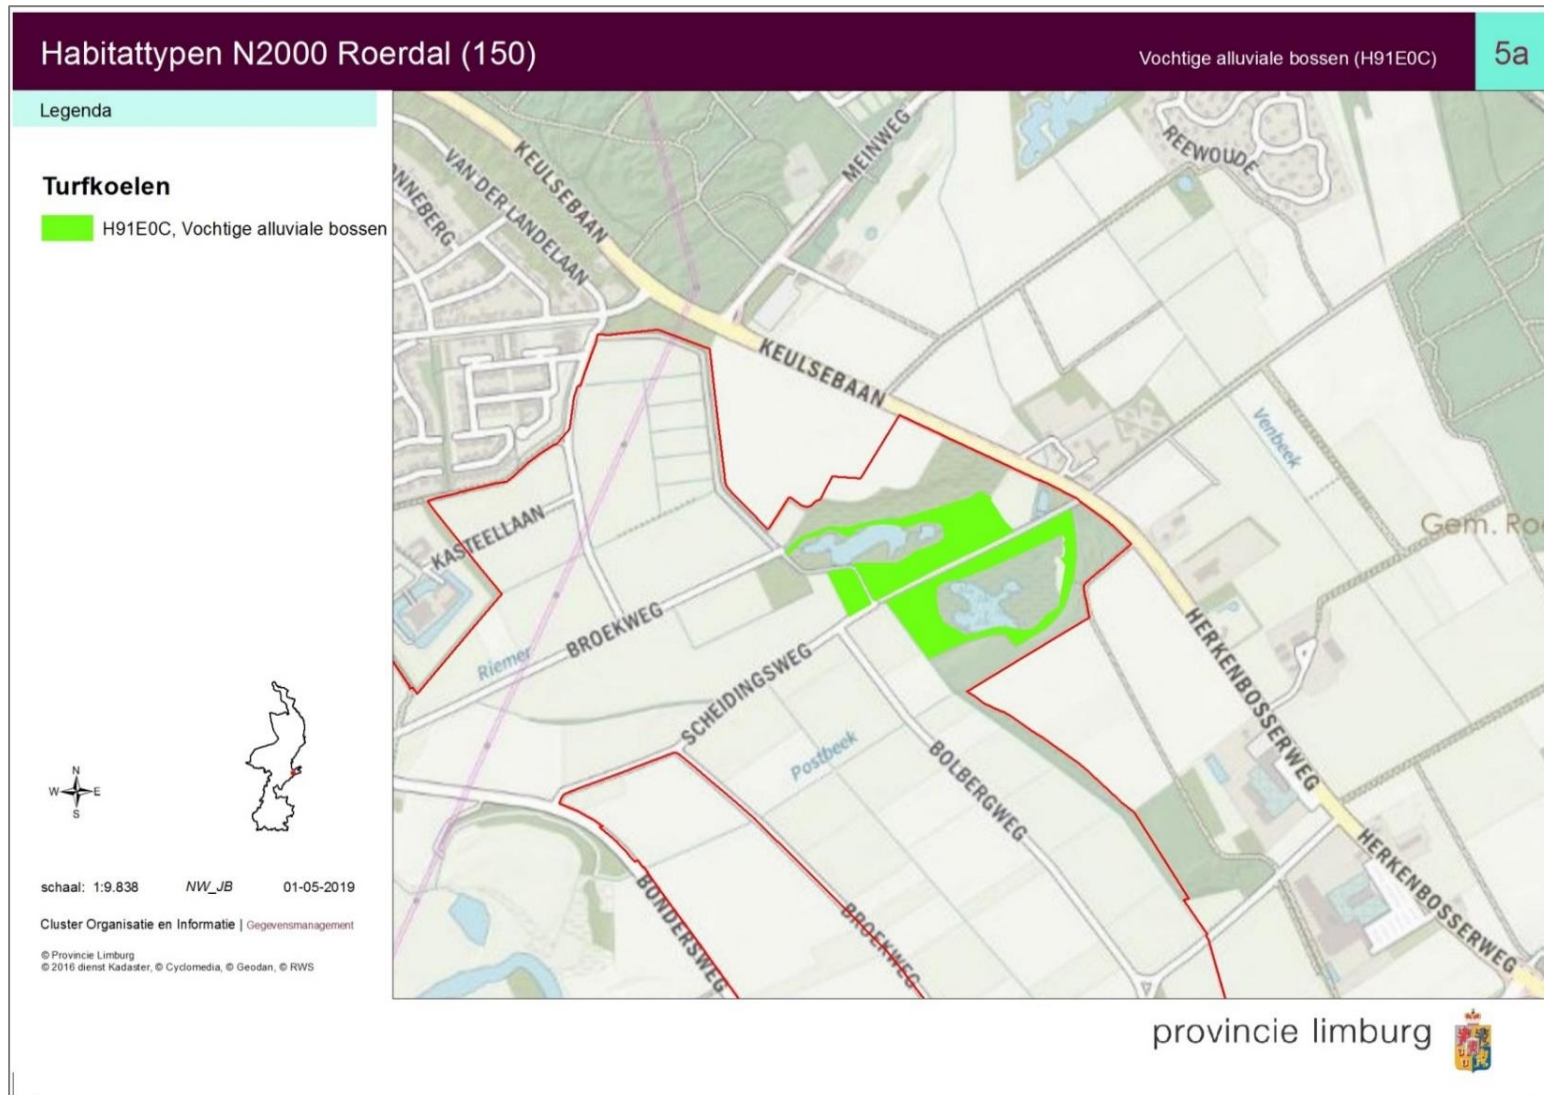 Habitattypen N2000 Roerdal (150)
Vochtige alluviale bossen (H91E0C)
5a
Legenda
Turfkoelen
H91E0C, Vochtige alluviale bossen
N
W
E
S
schaal: 1:9.838
NW_JB
01-05-2019
Cluster Organisatie en Informatie | Gegevensmanagement
© Provincie Limburg
© 2016 dienst Kadaster, © Cyclomedia, © Geodan, © RWS
KEULSEBAAN
MEINWEG
REEWOUDE
VAN DER LANDELAAN
ONNEBERG
KEULSEBAAN
Venbeek
Gem. Roe
KASTEELLAAN
BROEKWEG
Riemer
SCHEIDINGSWEG
HERKENBOSSERWEG
Postbeek
BOLBERGWEG
BONDERSWEG
BROEKWEG
HERKENBOSSERWEG
provincie limburg